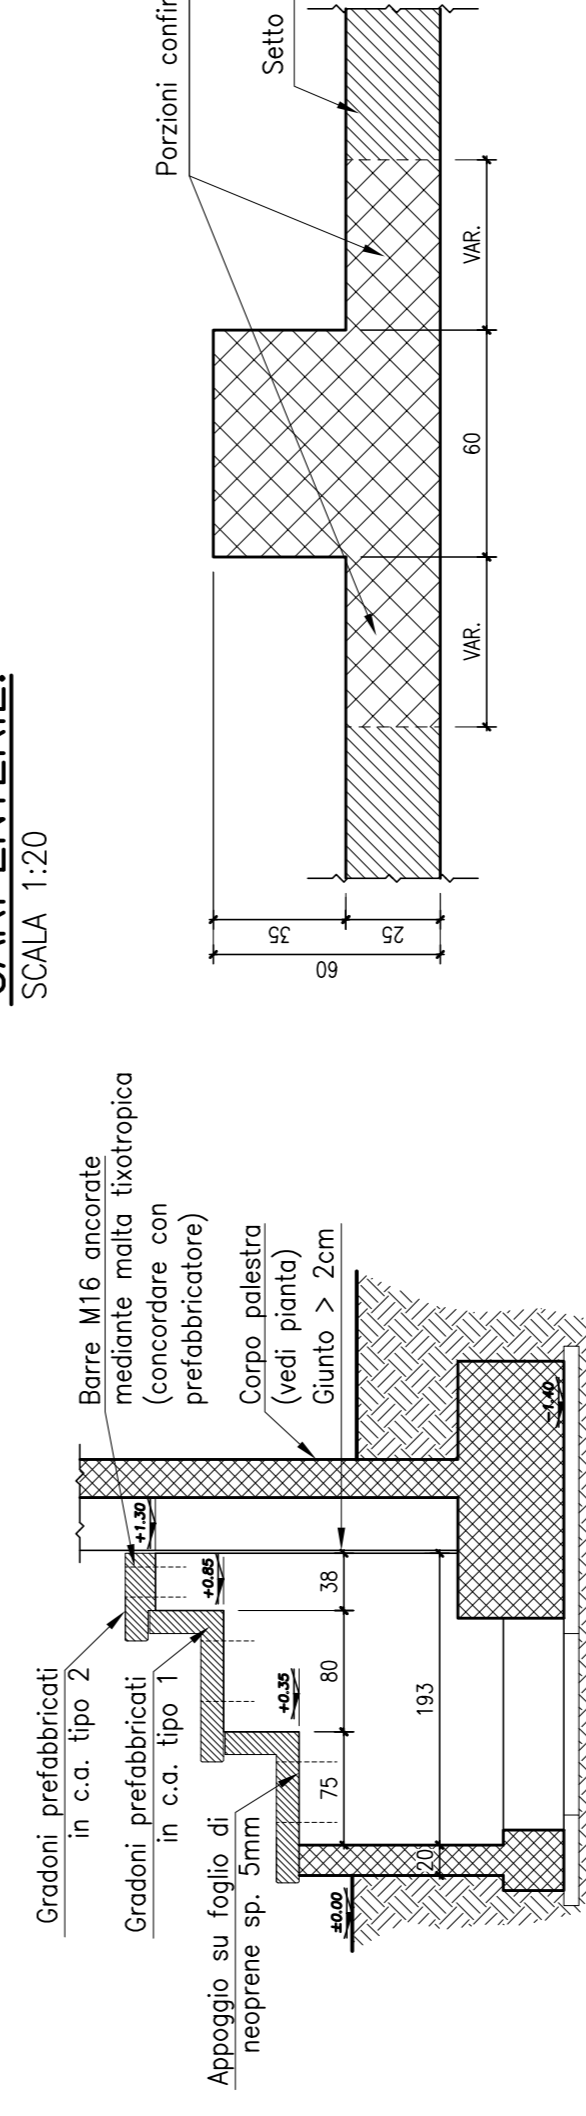 SCALA 1:20
Gradoni prefabbricati
in c.a. tipo 2
Gradoni prefabbricati
in c.a. tipo 1
Appoggio su foglio di
neoprene sp. 5mm
Barre M16 ancorate
mediante malta tixotropica
(concordare con
prefabbricatore)
Corpo palestra
(vedi pianta)
Giunto > 2cm
+1.30
+0.85
+0.35
±0.00
-1.40
75
80
38
20
193
Porzioni
Setto
35
25
60
VAR.
60
VAR.